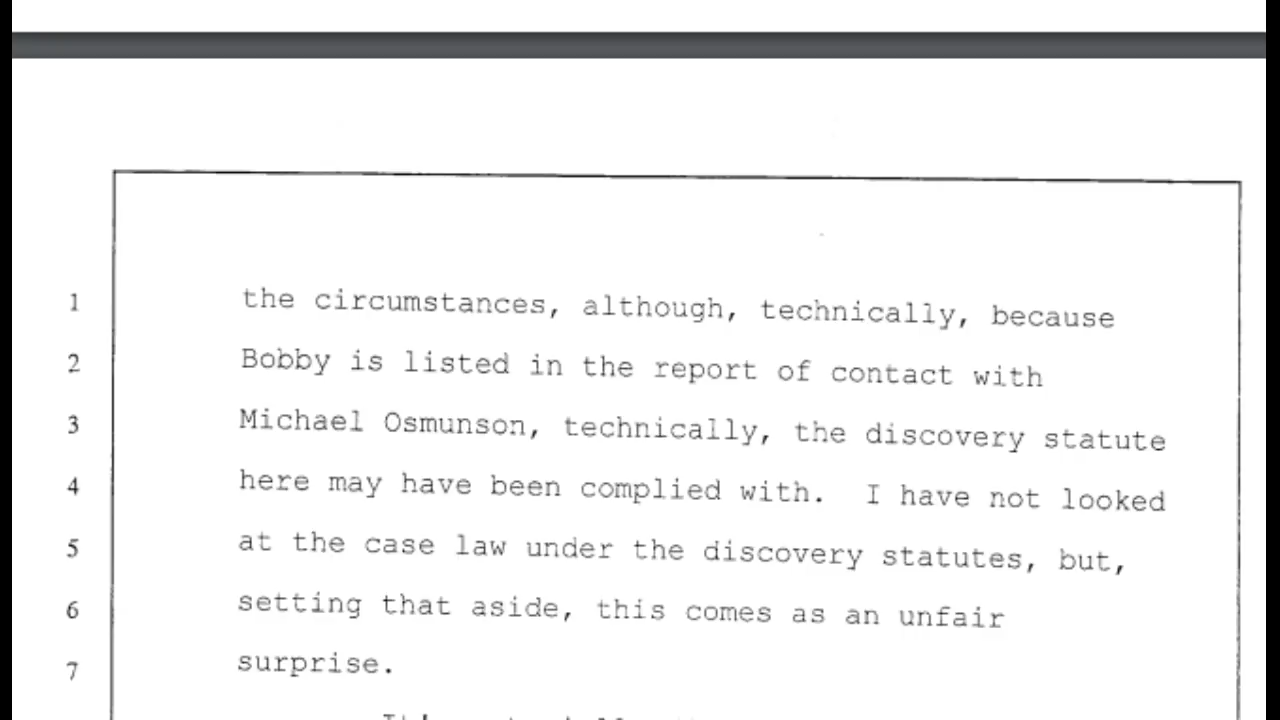 1 the circumstances, although, technically, because
2 Bobby is listed in the report of contact with
3 Michael Osmunson, technically, the discovery statute
4 here may have been complied with.  I have not looked
5 at the case law under the discovery statutes, but,
6 setting that aside, this comes as an unfair
7 surprise.